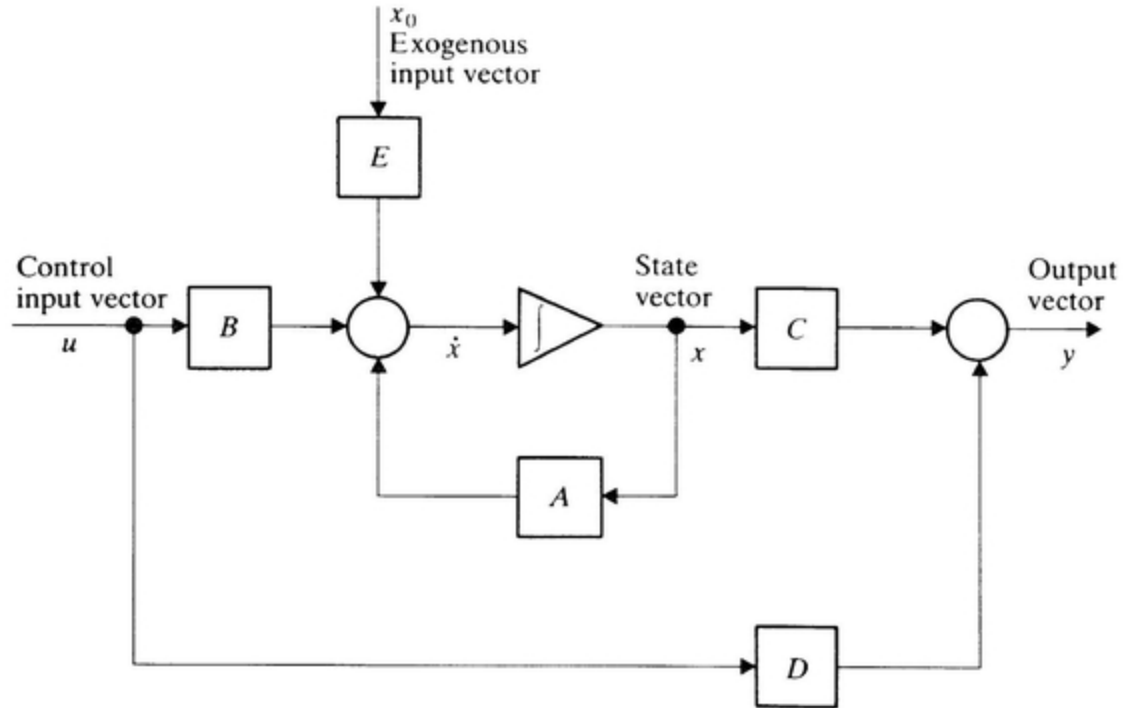 x₀
Exogenous
input vector
E
Control
input vector
u
B
ẋ
∫
State
vector
x
C
Output
vector
y
A
D